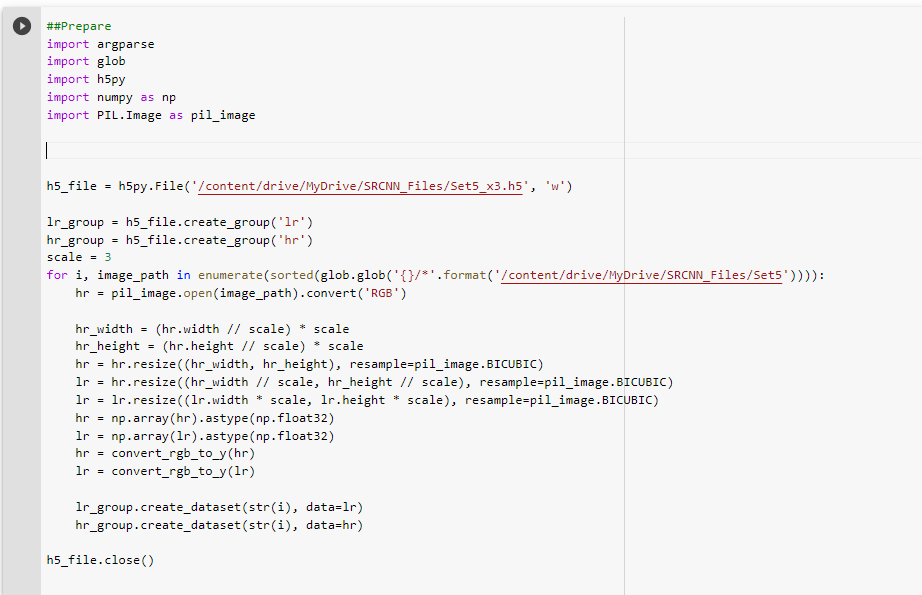 ##Prepare
import argparse
import glob
import h5py
import numpy as np
import PIL.Image as pil_image
h5_file = h5py.File('/content/drive/MyDrive/SRCNN_Files/Set5_x3.h5', 'w')
lr_group = h5_file.create_group('lr')
hr_group = h5_file.create_group('hr')
scale = 3
for i, image_path in enumerate(sorted(glob.glob('{}/*'.format('/content/drive/MyDrive/SRCNN_Files/Set5')))):
    hr = pil_image.open(image_path).convert('RGB')
    hr_width = (hr.width // scale) * scale
    hr_height = (hr.height // scale) * scale
    hr = hr.resize((hr_width, hr_height), resample=pil_image.BICUBIC)
    lr = hr.resize((hr_width // scale, hr_height // scale), resample=pil_image.BICUBIC)
    lr = lr.resize((lr.width * scale, lr.height * scale), resample=pil_image.BICUBIC)
    hr = np.array(hr).astype(np.float32)
    lr = np.array(lr).astype(np.float32)
    hr = convert_rgb_to_y(hr)
    lr = convert_rgb_to_y(lr)
    lr_group.create_dataset(str(i), data=lr)
    hr_group.create_dataset(str(i), data=hr)
h5_file.close()